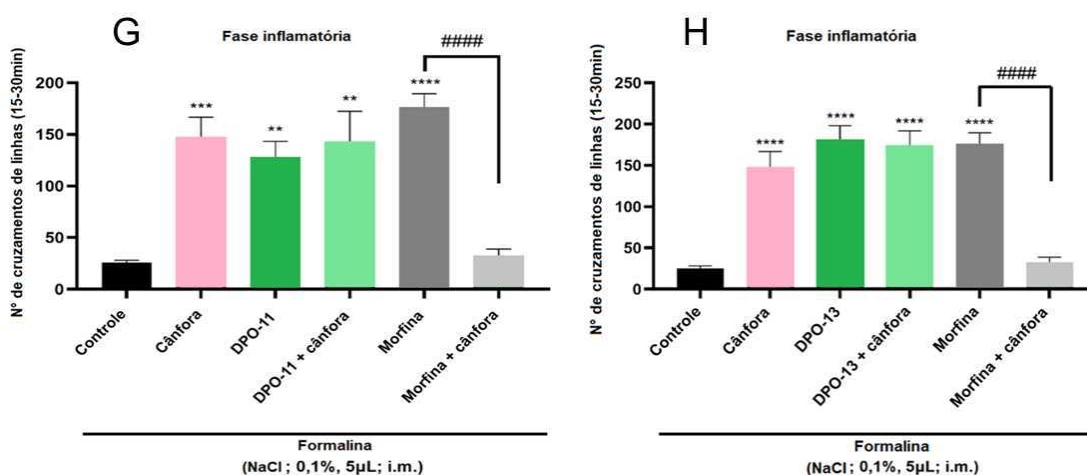 G
Fase inflamatória
####
N° de cruzamentos de linhas (15-30min)
200
150
100
50
0
***
**
**
****
Controle
Cânfora
DPO-11
DPO-11 + cânfora
Morfina
Morfina + cânfora
Formalina
(NaCl ; 0,1%, 5µL; i.m.)
H
Fase inflamatória
####
N° de cruzamentos de linhas (15-30min)
250
200
150
100
50
0
****
****
****
****
Controle
Cânfora
DPO-13
DPO-13 + cânfora
Morfina
Morfina + cânfora
Formalina
(NaCl ; 0,1%, 5µL; i.m.)